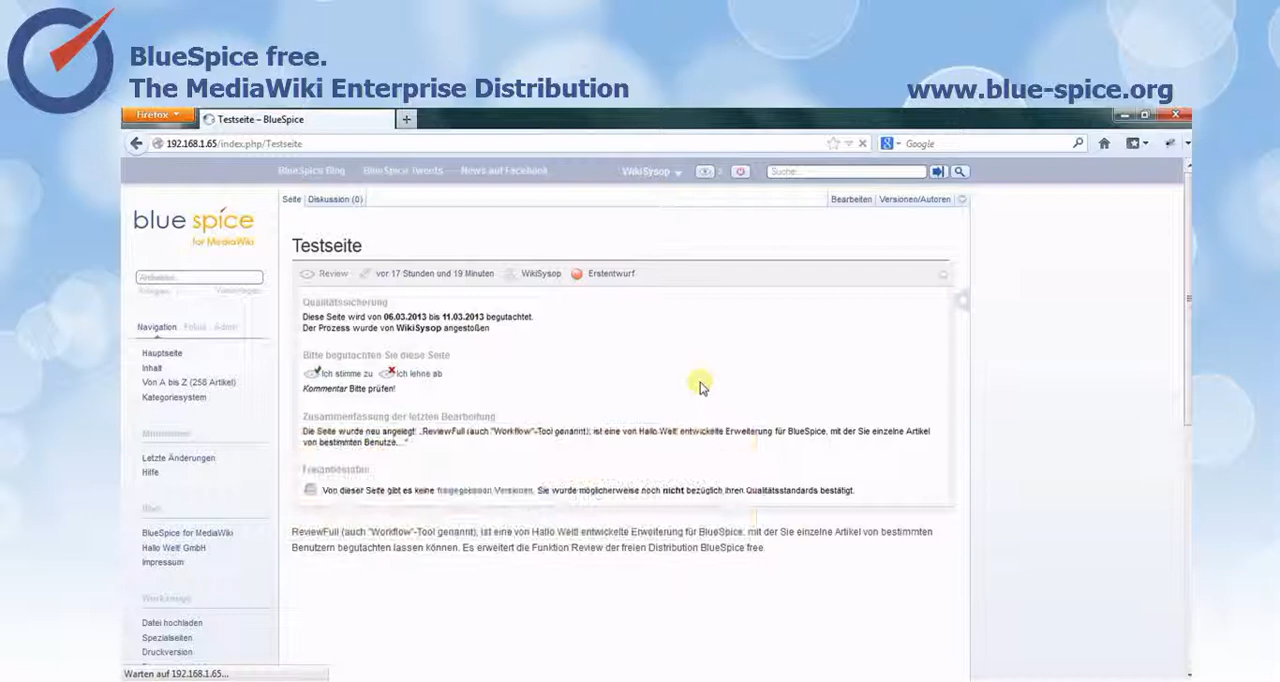 BlueSpice free.
The MediaWiki Enterprise Distribution
www.blue-spice.org
Firefox
Testseite – BlueSpice
192.168.1.65/index.php/Testseite
Google
BlueSpice Blog BlueSpice Tweets News auf Facebook
WikiSysop
Suche...
blue spice
for MediaWiki
Seite Diskussion (0)
Bearbeiten Versionen/Autoren
Testseite
Review vor 17 Stunden und 19 Minuten WikiSysop Erstentwurf
Qualitätssicherung
Diese Seite wird von 06.03.2013 bis 11.03.2013 begutachtet.
Der Prozess wurde von WikiSysop angestoßen
Bitte begutachten Sie diese Seite
Ich stimme zu Ich lehne ab
Kommentar Bitte prüfen!
Zusammenfassung der letzten Bearbeitung
Die Seite wurde neu angelegt: „ReviewFull (auch "Workflow"-Tool genannt), ist eine von Hallo Welt! entwickelte Erweiterung für BlueSpice, mit der Sie einzelne Artikel
von bestimmten Benutze...“
Freigabestatus
Von dieser Seite gibt es keine freigegebenen Versionen. Sie wurde möglicherweise noch nicht bezüglich ihren Qualitätsstandards bestätigt.
ReviewFull (auch "Workflow"-Tool genannt), ist eine von Hallo Welt! entwickelte Erweiterung für BlueSpice, mit der Sie einzelne Artikel von bestimmten
Benutzern begutachten lassen können. Es erweitert die Funktion Review der freien Distribution BlueSpice free.
Navigation Fokus Admin
Hauptseite
Inhalt
Von A bis Z (258 Artikel)
Kategoriesystem
Letzte Änderungen
Hilfe
BlueSpice for MediaWiki
Hallo Welt! GmbH
Impressum
Werkzeuge
Datei hochladen
Spezialseiten
Druckversion
Warten auf 192.168.1.65...